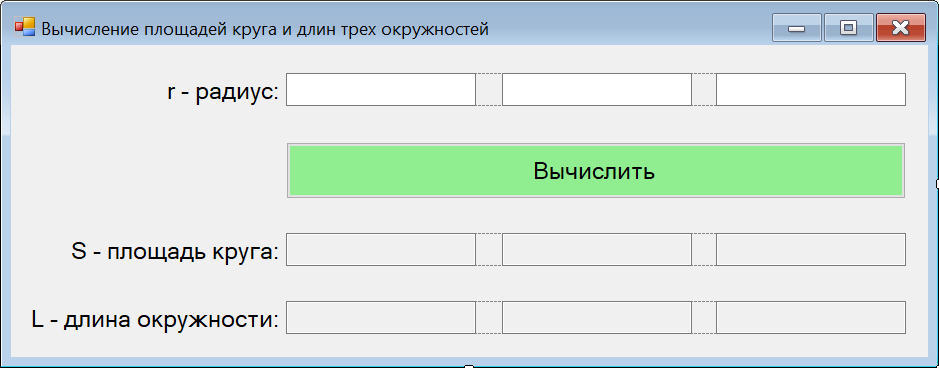 Вычисление площадей круга и длин трех окружностей
r - радиус:
Вычислить
S - площадь круга:
L - длина окружности: